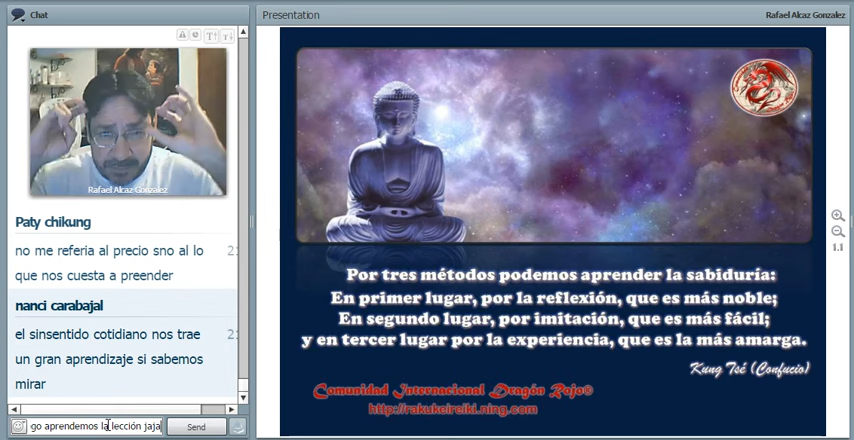 Chat
Rafael Alcaz Gonzalez
Paty chikung
no me referia al precio sno al lo
que nos cuesta a preender
nanci carabajal
el sinsentido cotidiano nos trae
un gran aprendizaje si sabemos
mirar
go aprendemos la lección jaja
Send
Presentation
Rafael Alcaz Gonzalez
Por tres métodos podemos aprender la sabiduría:
En primer lugar, por la reflexión, que es más noble;
En segundo lugar, por imitación, que es más fácil;
y en tercer lugar por la experiencia, que es la más amarga.
Kung Tsé (Confucio)
Comunidad Internacional Dragón Rojo©
http://rakukeireiki.ning.com
1.1